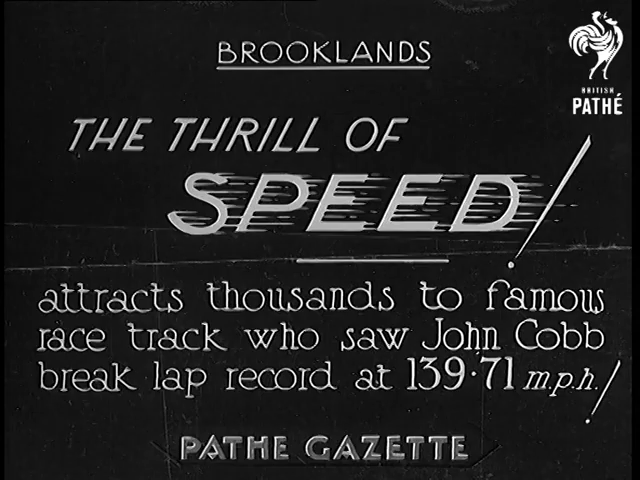 BROOKLANDS
BRITISH
PATHÉ
THE THRILL OF
SPEED!
attracts thousands to famous
race track who saw John Cobb
break lap record at 139·71 m.p.h.!
PATHE GAZETTE